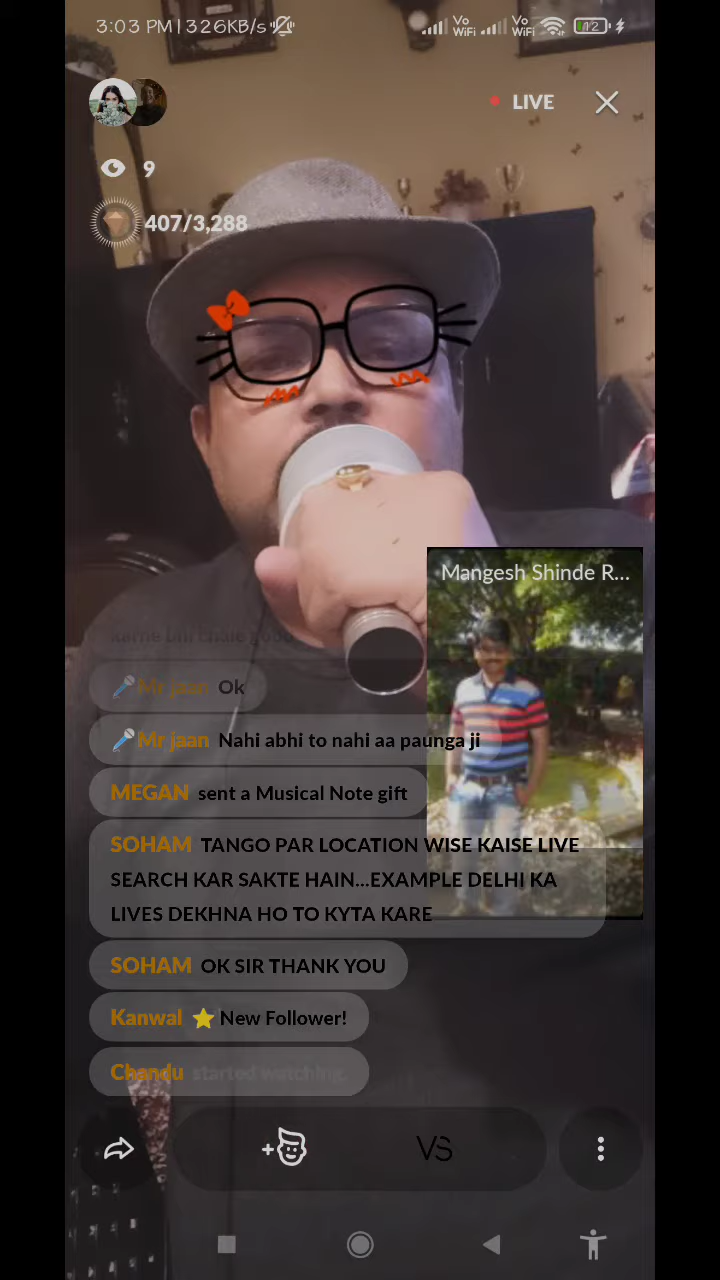 3:03 PM | 326KB/s
Vo WiFi
Vo WiFi
12
LIVE
9
407/3,288
Mangesh Shinde R...
Mr jaan Ok
Mr jaan Nahi abhi to nahi aa paunga ji
MEGAN sent a Musical Note gift
SOHAM TANGO PAR LOCATION WISE KAISE LIVE
SEARCH KAR SAKTE HAIN...EXAMPLE DELHI KA
LIVES DEKHNA HO TO KYTA KARE
SOHAM OK SIR THANK YOU
Kanwal ⭐ New Follower!
Chandu started watching.
VS